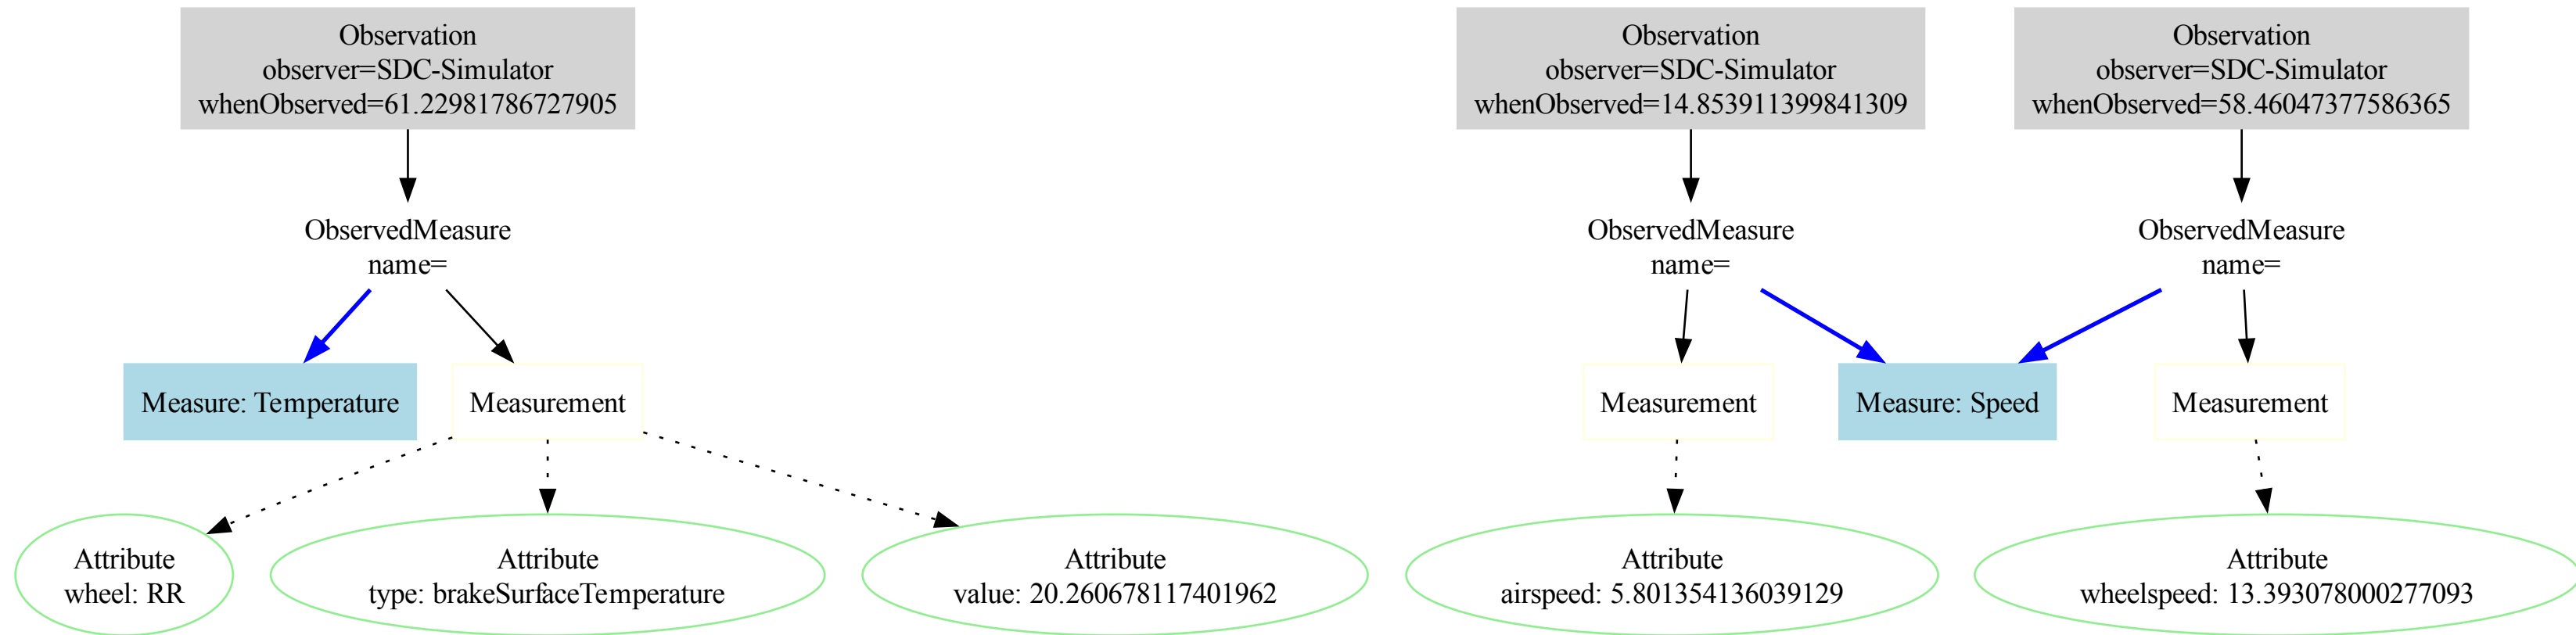 Observation
observer=SDC-Simulator
whenObserved=61.22981786727905
Observation
observer=SDC-Simulator
whenObserved=14.853911399841309
Observation
observer=SDC-Simulator
whenObserved=58.46047377586365
ObservedMeasure
name=
ObservedMeasure
name=
ObservedMeasure
name=
Measure: Temperature
Measurement
Measurement
Measure: Speed
Measurement
Attribute
wheel: RR
Attribute
type: brakeSurfaceTemperature
Attribute
value: 20.260678117401962
Attribute
airspeed: 5.801354136039129
Attribute
wheelspeed: 13.393078000277093